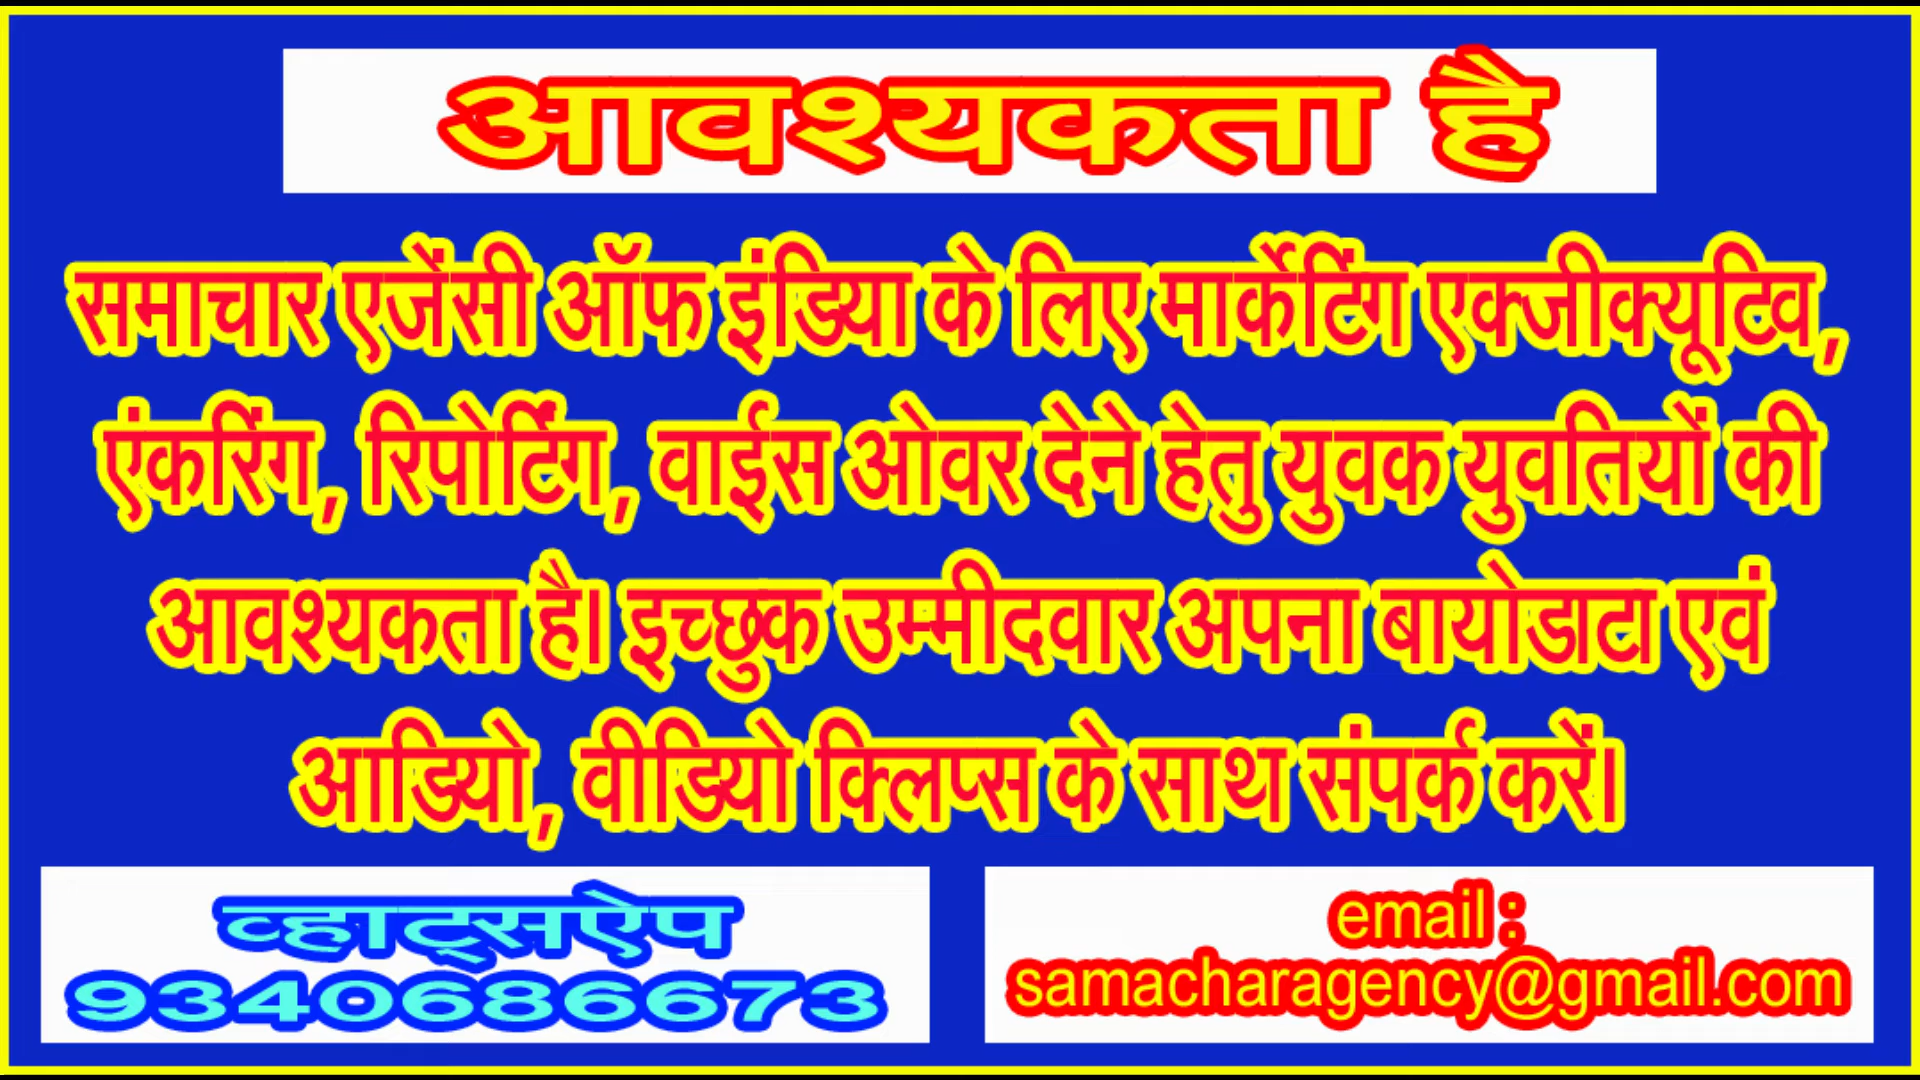 आवश्यकता है
समाचार एजेंसी ऑफ इंडिया के लिए मार्केटिंग एक्जीक्यूटिव,
एंकरिंग, रिपोर्टिंग, वाईस ओवर देने हेतु युवक युवतियों की
आवश्यकता है। इच्छुक उम्मीदवार अपना बायोडाटा एवं
आडियो, वीडियो क्लिप्स के साथ संपर्क करें।
व्हाट्सऐप
9340686673
email :
samacharagency@gmail.com